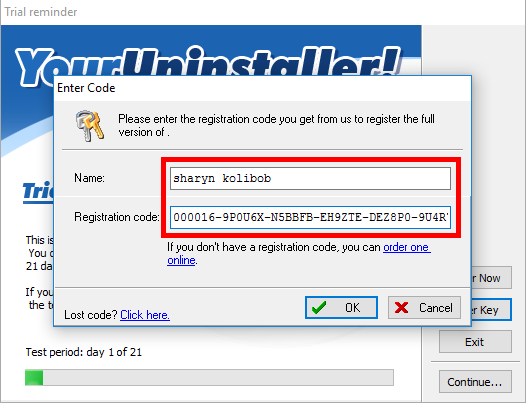 Trial reminder
YourUninstaller!
Enter Code
Please enter the registration code you get from us to register the full
version of .
Name:
sharyn kolibob
Registration code:
000016-9P0U6X-N5BBFB-EH9ZTE-DEZ8P0-9U4R
If you don't have a registration code, you can order one
online.
Lost code? Click here.
OK
Cancel
This is
You c
21 da
If you
the to
Now
Key
Exit
Test period: day 1 of 21
Continue...